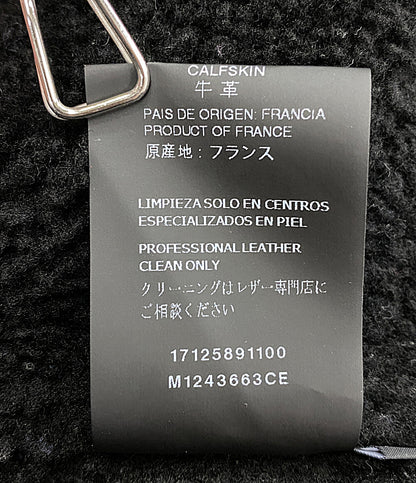 CALFSKIN
牛革
PAIS DE ORIGEN: FRANCIA
PRODUCT OF FRANCE
原産地：フランス
LIMPIEZA SOLO EN CENTROS
ESPECIALIZADOS EN PIEL
PROFESSIONAL LEATHER
CLEAN ONLY
クリーニングはレザー専門店に
ご相談ください
17125891100
M1243663CE